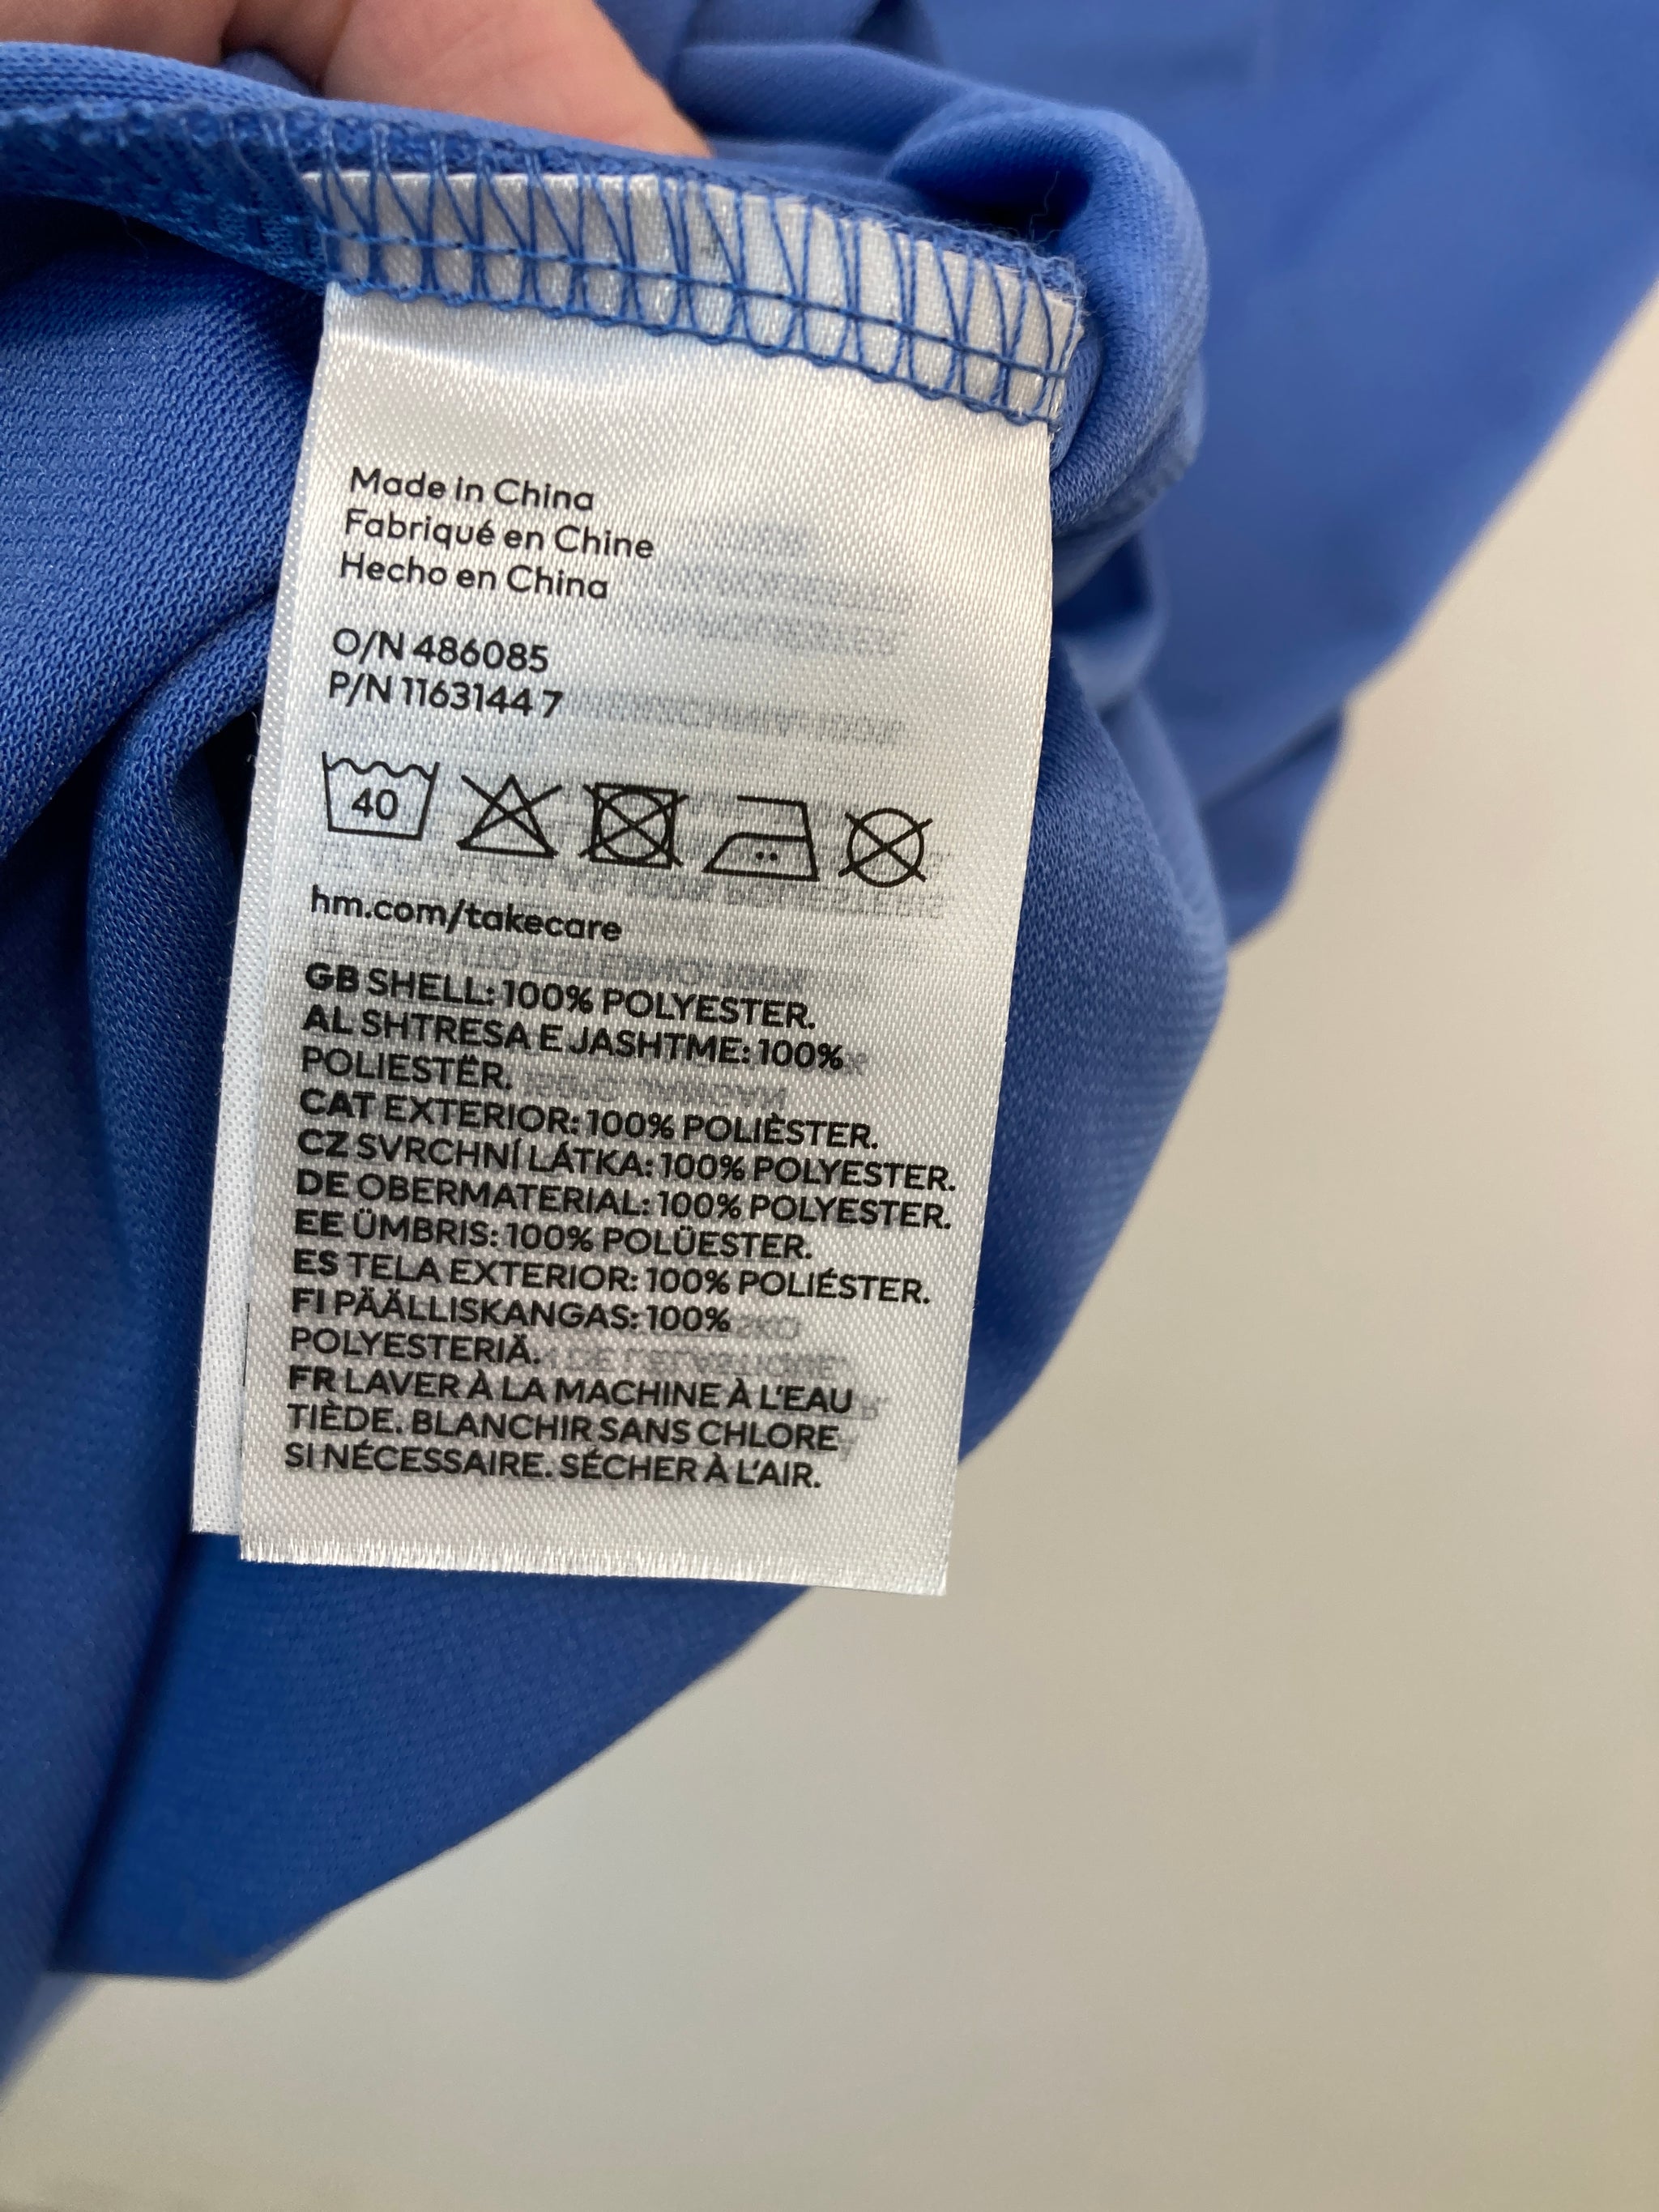 Made in China
Fabriqué en Chine
Hecho en China
O/N 486085
P/N 1163144 7
40
hm.com/takecare
GB SHELL: 100% POLYESTER.
AL SHTRESA E JASHTME: 100%
POLIESTËR.
CAT EXTERIOR: 100% POLIÈSTER.
CZ SVRCHNÍ LÁTKA: 100% POLYESTER.
DE OBERMATERIAL: 100% POLYESTER.
EE ÜMBRIS: 100% POLÜESTER.
ES TELA EXTERIOR: 100% POLIÉSTER.
FI PÄÄLLISKANGAS: 100%
POLYESTERIÄ.
FR LAVER À LA MACHINE À L'EAU
TIÈDE. BLANCHIR SANS CHLORE
SI NÉCESSAIRE. SÉCHER À L'AIR.